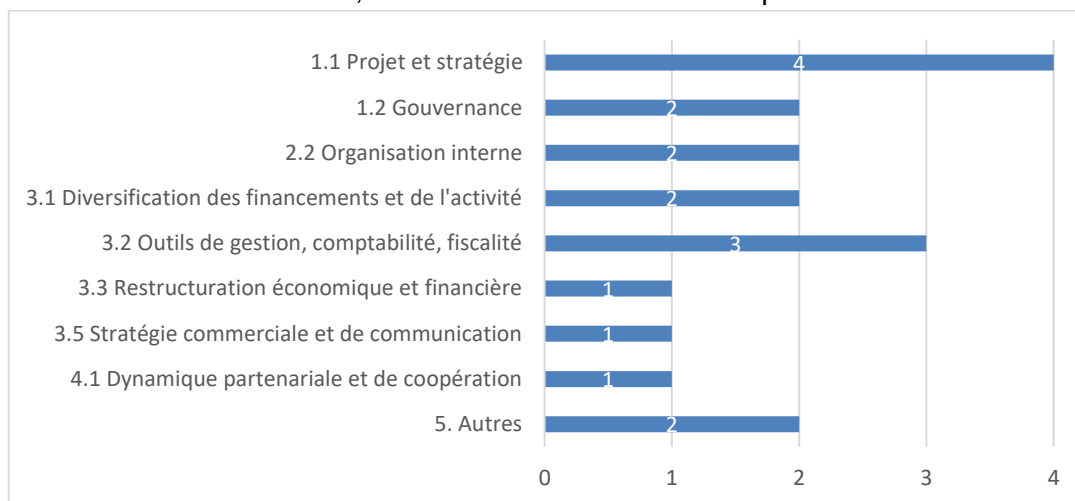 1.1 Projet et stratégie
4
1.2 Gouvernance
2
2.2 Organisation interne
2
3.1 Diversification des financements et de l'activité
2
3.2 Outils de gestion, comptabilité, fiscalité
3
3.3 Restructuration économique et financière
1
3.5 Stratégie commerciale et de communication
1
4.1 Dynamique partenariale et de coopération
1
5. Autres
2
0 1 2 3 4